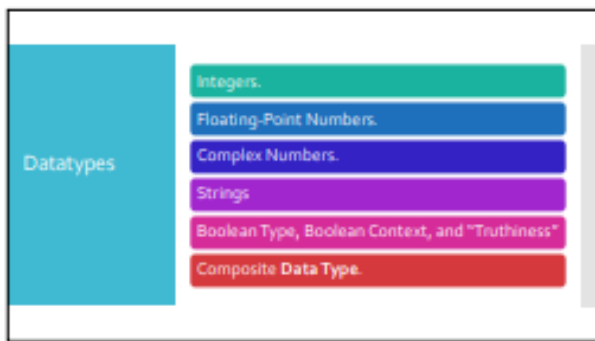 Datatypes
Integers.
Floating-Point Numbers.
Complex Numbers.
Strings
Boolean Type, Boolean Context, and "Truthiness"
Composite Data Type.